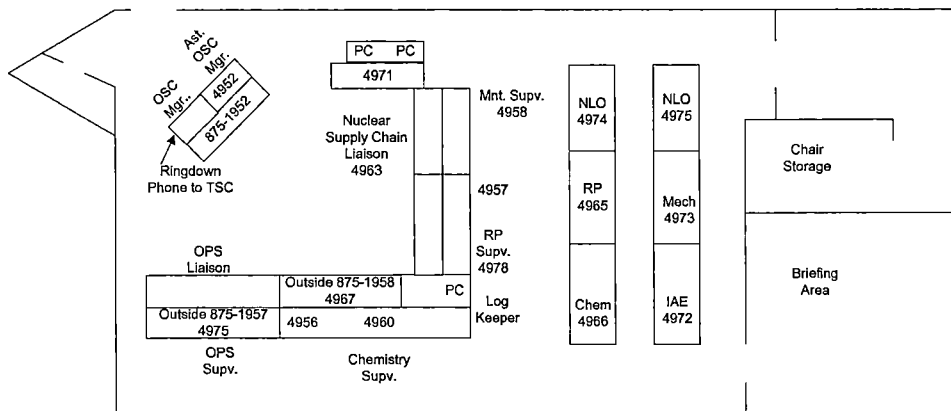 Ast.
OSC
Mgr.
OSC
Mgr..
4952
875-1952
Ringdown
Phone to TSC
PC PC
4971
Nuclear
Supply Chain
Liaison
4963
Mnt. Supv.
4958
4957
RP
Supv.
4978
Log
Keeper
OPS
Liaison
Outside 875-1958
4967
PC
Outside 875-1957
4975
4956 4960
OPS
Supv.
Chemistry
Supv.
NLO
4974
RP
4965
Chem
4966
NLO
4975
Mech
4973
IAE
4972
Chair
Storage
Briefing
Area